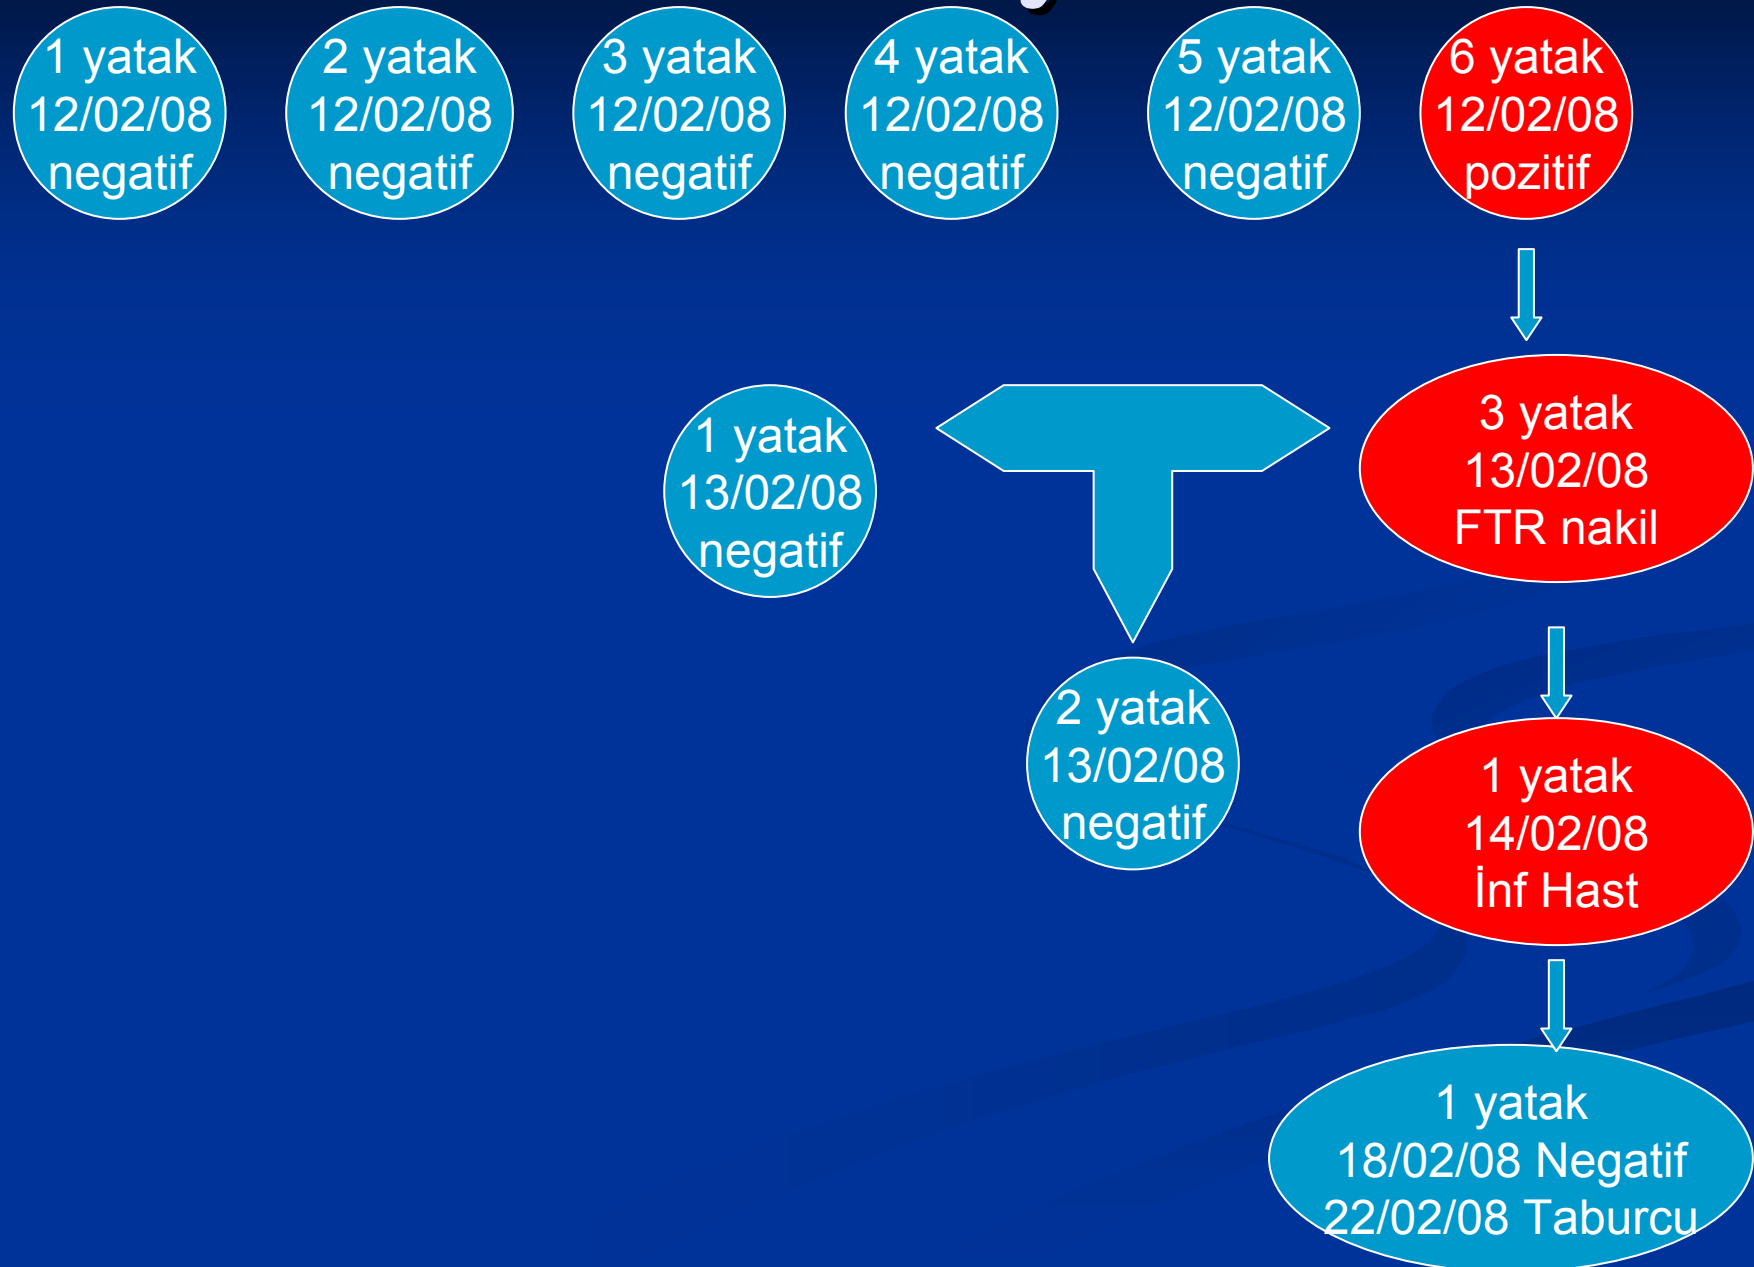 1 yatak
12/02/08
negatif
2 yatak
12/02/08
negatif
3 yatak
12/02/08
negatif
4 yatak
12/02/08
negatif
5 yatak
12/02/08
negatif
6 yatak
12/02/08
pozitif
1 yatak
13/02/08
negatif
3 yatak
13/02/08
FTR nakil
2 yatak
13/02/08
negatif
1 yatak
14/02/08
İnf Hast
1 yatak
18/02/08 Negatif
22/02/08 Taburcu